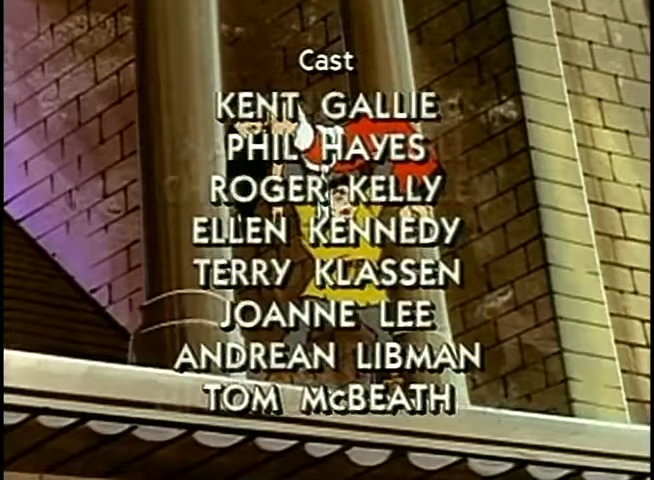 Cast
KENT GALLIE
PHIL HAYES
ROGER KELLY
ELLEN KENNEDY
TERRY KLASSEN
JOANNE LEE
ANDREAN LIBMAN
TOM McBEATH